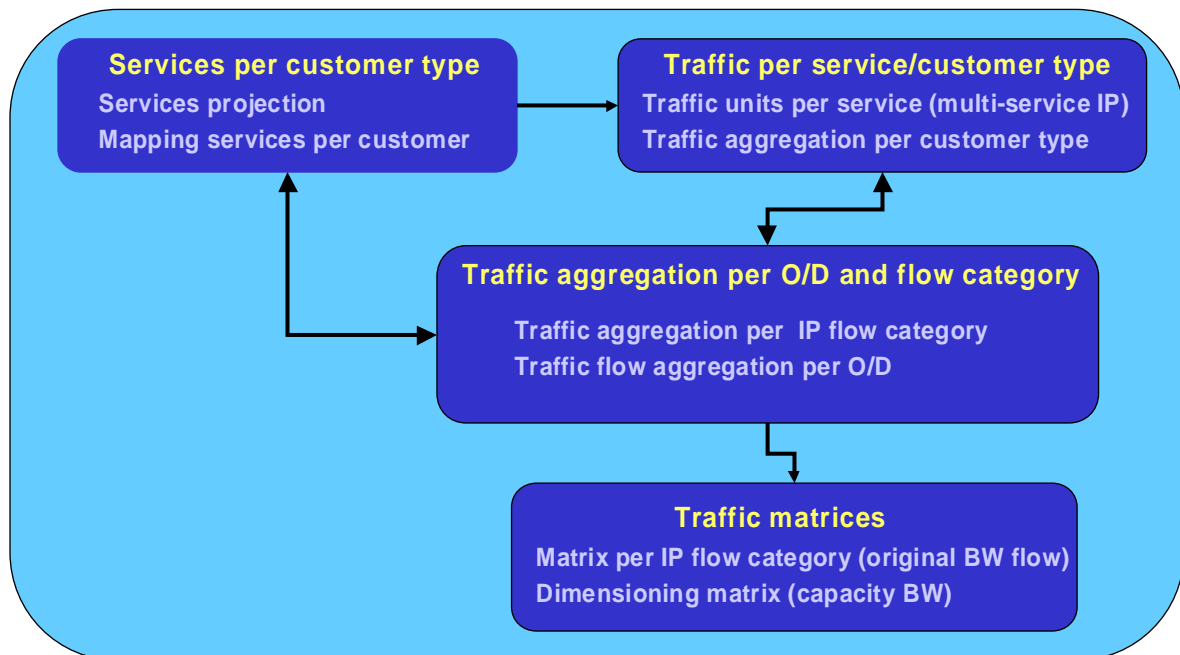 Services per customer type
Services projection
Mapping services per customer
Traffic per service/customer type
Traffic units per service (multi-service IP)
Traffic aggregation per customer type
Traffic aggregation per O/D and flow category
Traffic aggregation per IP flow category
Traffic flow aggregation per O/D
Traffic matrices
Matrix per IP flow category (original BW flow)
Dimensioning matrix (capacity BW)